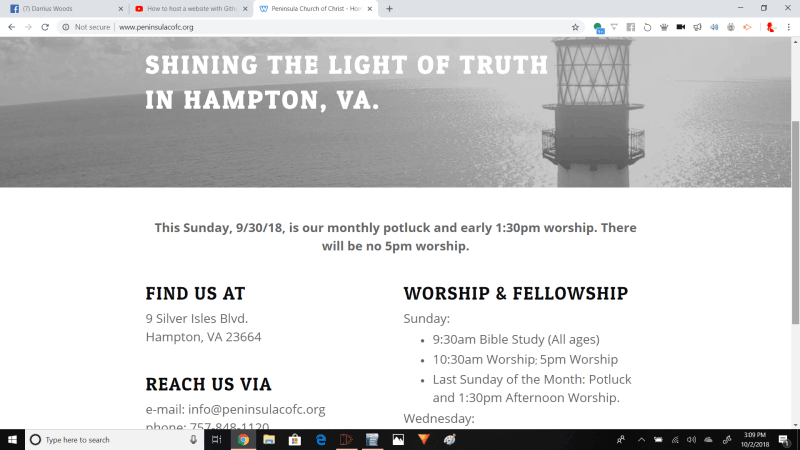 (7) Darrius Woods
How to host a website with Gith
Peninsula Church of Christ - Hom
Not secure | www.peninsulacofc.org
SHINING THE LIGHT OF TRUTH
IN HAMPTON, VA.
This Sunday, 9/30/18, is our monthly potluck and early 1:30pm worship. There
will be no 5pm worship.
FIND US AT
9 Silver Isles Blvd.
Hampton, VA 23664
REACH US VIA
e-mail: info@peninsulacofc.org
phone: 757-848-1120
WORSHIP & FELLOWSHIP
Sunday:
• 9:30am Bible Study (All ages)
• 10:30am Worship; 5pm Worship
• Last Sunday of the Month: Potluck
and 1:30pm Afternoon Worship.
Wednesday:
Type here to search
3:09 PM
10/2/2018